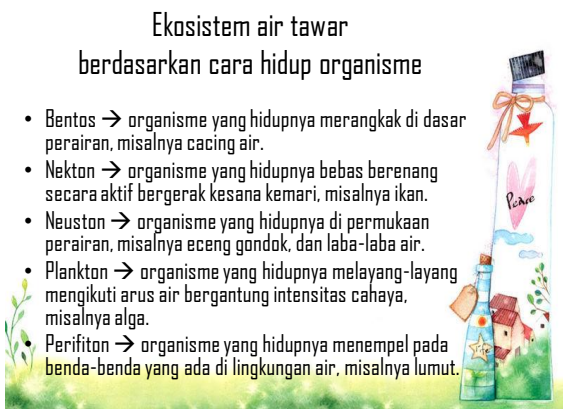 Ekosistem air tawar
berdasarkan cara hidup organisme
• Bentos → organisme yang hidupnya merangkak di dasar
perairan, misalnya cacing air.
• Nekton → organisme yang hidupnya bebas berenang
secara aktif bergerak kesana kemari, misalnya ikan.
• Neuston → organisme yang hidupnya di permukaan
perairan, misalnya eceng gondok, dan laba-laba air.
• Plankton → organisme yang hidupnya melayang-layang
mengikuti arus air bergantung intensitas cahaya,
misalnya alga.
• Perifiton → organisme yang hidupnya menempel pada
benda-benda yang ada di lingkungan air, misalnya lumut.
Peace